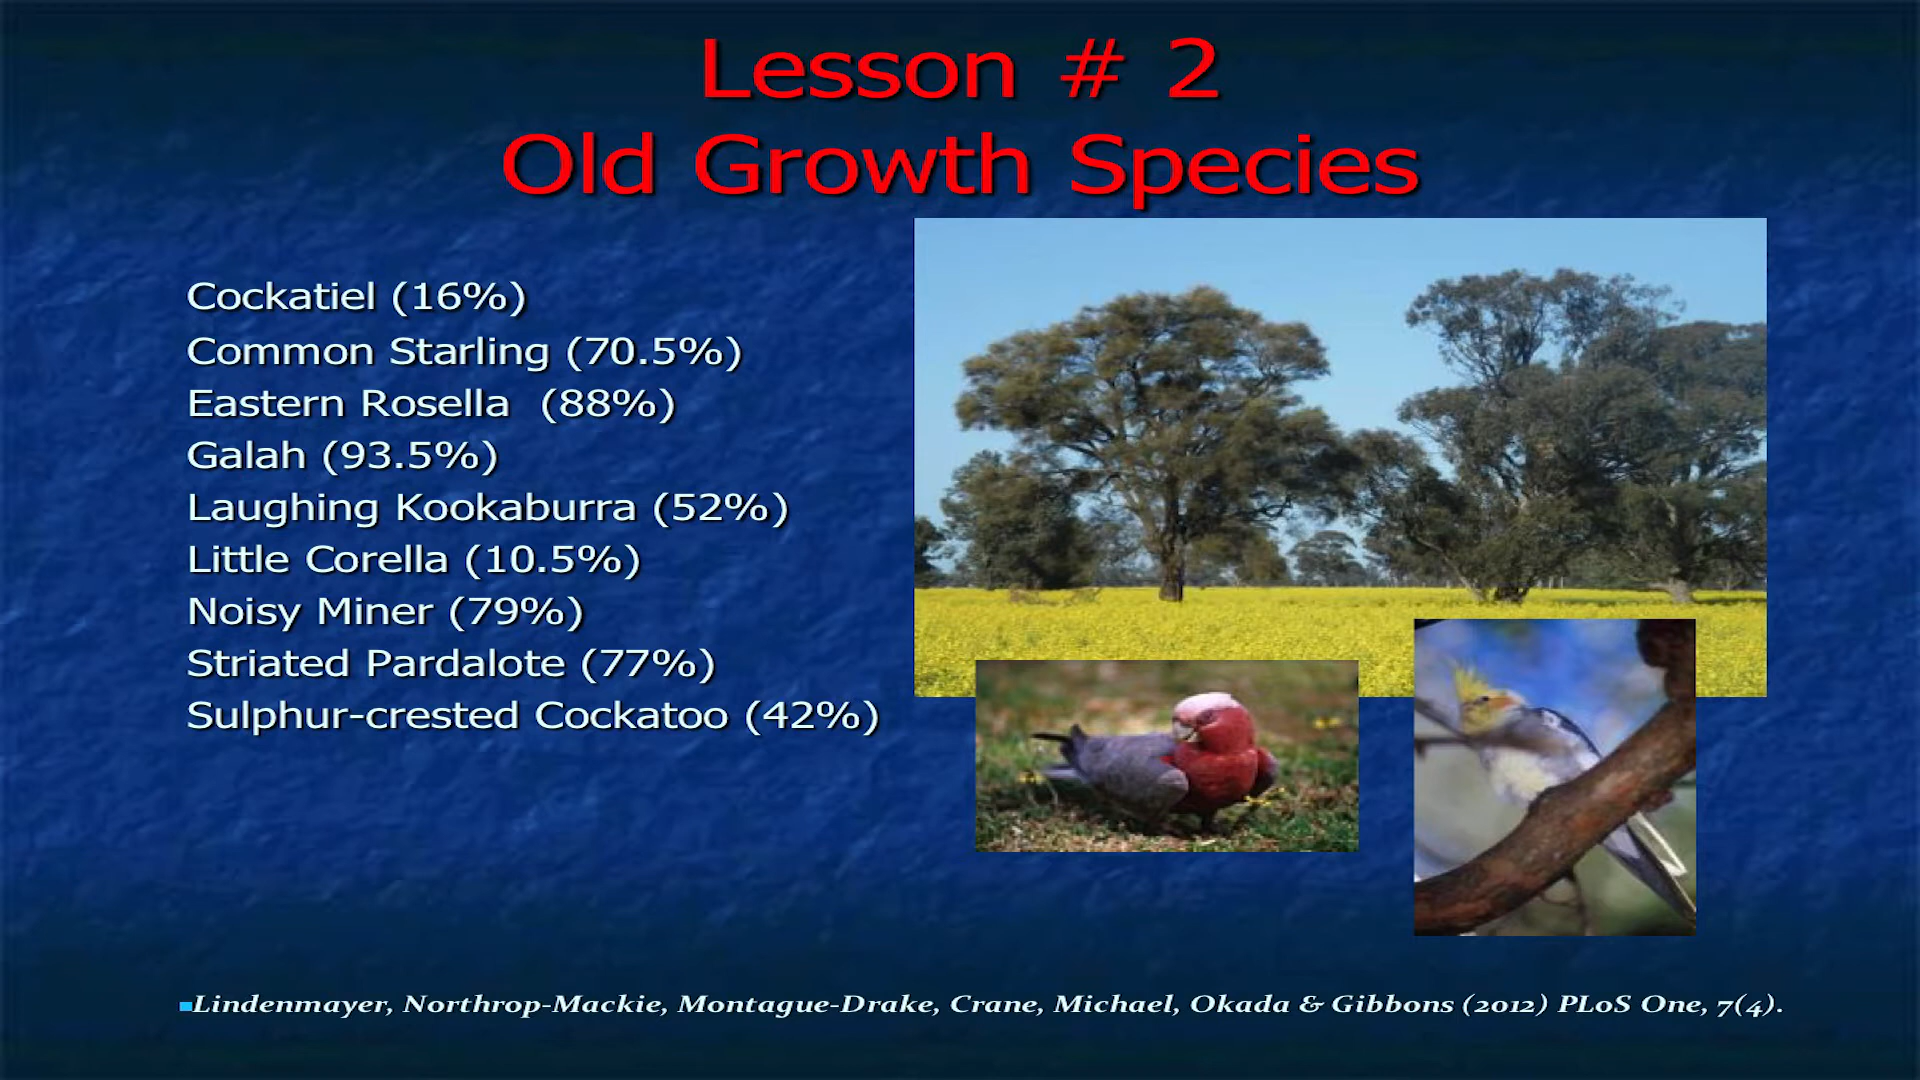 Lesson # 2
Old Growth Species
Cockatiel (16%)
Common Starling (70.5%)
Eastern Rosella (88%)
Galah (93.5%)
Laughing Kookaburra (52%)
Little Corella (10.5%)
Noisy Miner (79%)
Striated Pardalote (77%)
Sulphur-crested Cockatoo (42%)
Lindenmayer, Northrop-Mackie, Montague-Drake, Crane, Michael, Okada & Gibbons (2012) PLoS One, 7(4).